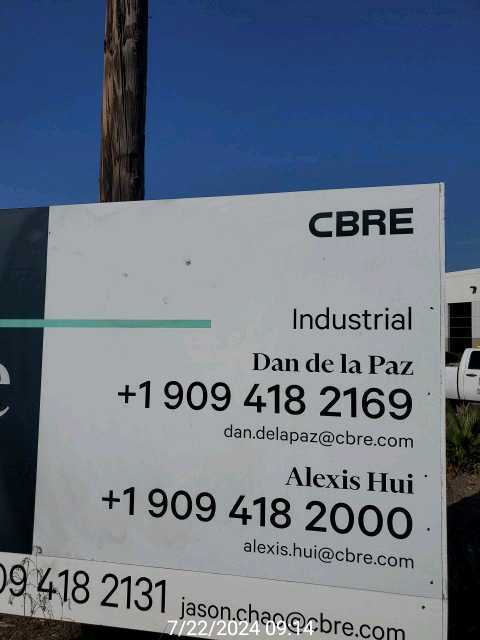 CBRE
Industrial
Dan de la Paz
+1 909 418 2169
dan.delapaz@cbre.com
Alexis Hui
+1 909 418 2000
alexis.hui@cbre.com
e
09 418 2131 jason.chao@cbre.com
7/22/2024 09:14